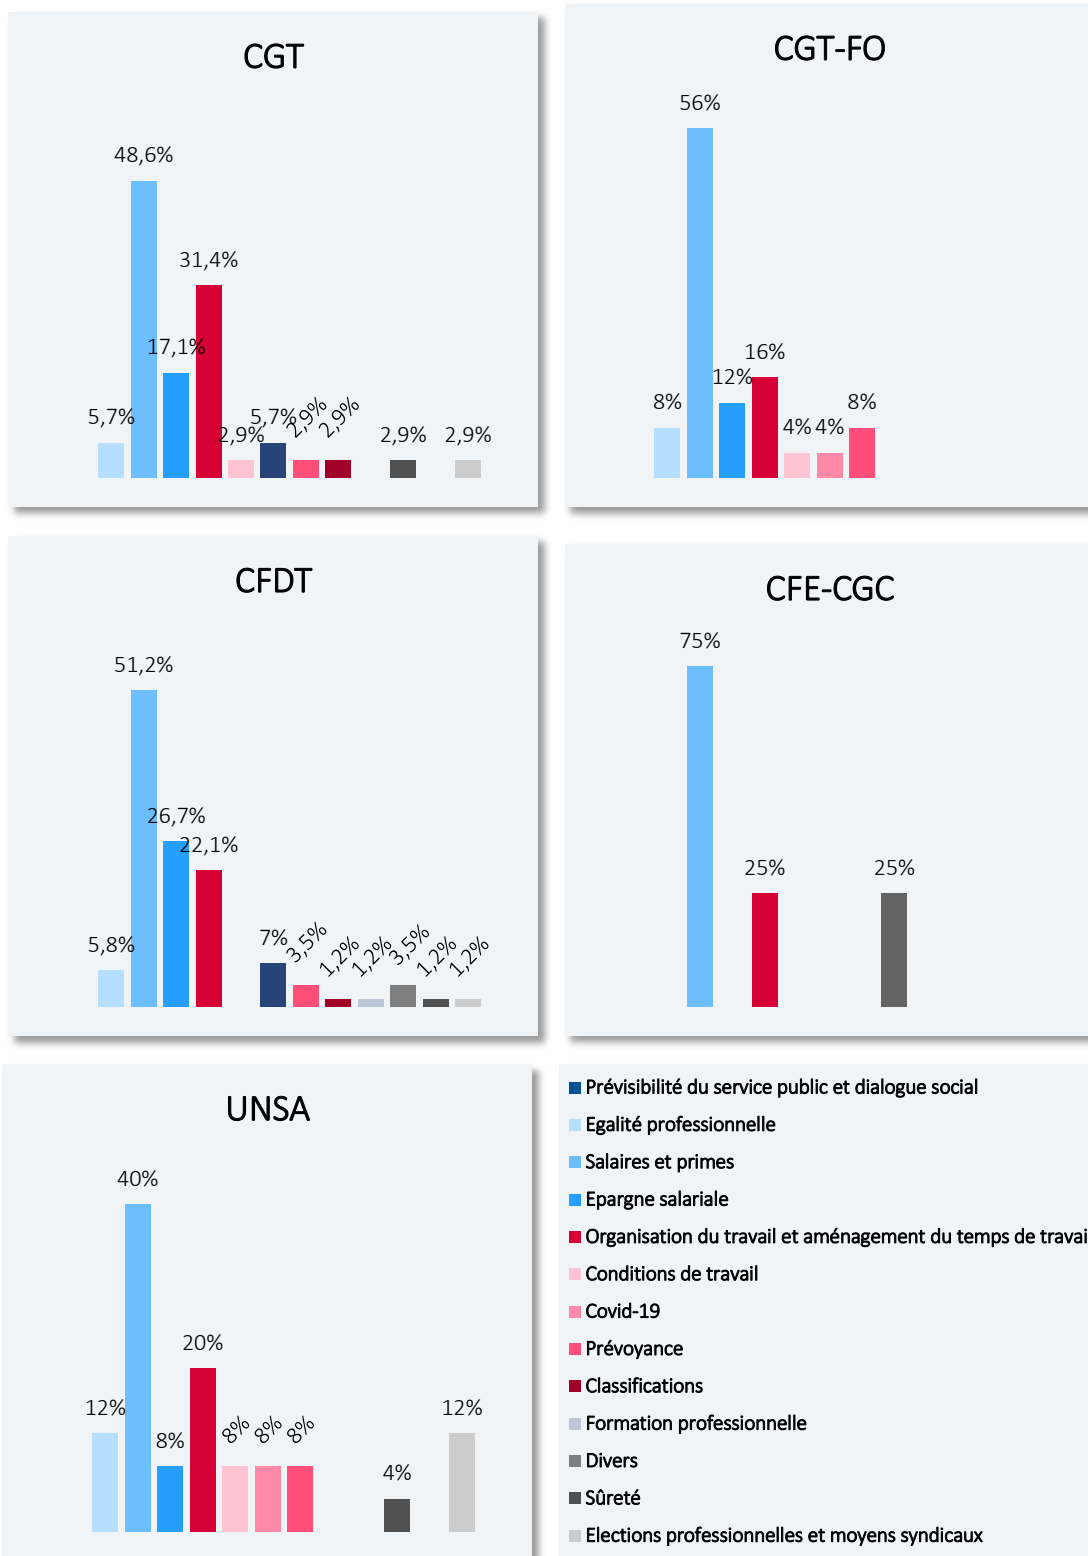 CGT
48,6%
31,4%
17,1%
5,7%
2,9%
5,7%
2,9%
2,9%
2,9%
2,9%
CGT-FO
56%
8%
12%
16%
4%
4%
8%
CFDT
51,2%
26,7%
22,1%
5,8%
7%
3,5%
1,2%
1,2%
3,5%
1,2%
1,2%
CFE-CGC
75%
25%
25%
UNSA
40%
20%
12%
8%
8%
8%
8%
4%
12%
Prévisibilité du service public et dialogue social
Egalité professionnelle
Salaires et primes
Epargne salariale
Organisation du travail et aménagement du temps de travai
Conditions de travail
Covid-19
Prévoyance
Classifications
Formation professionnelle
Divers
Sûreté
Elections professionnelles et moyens syndicaux